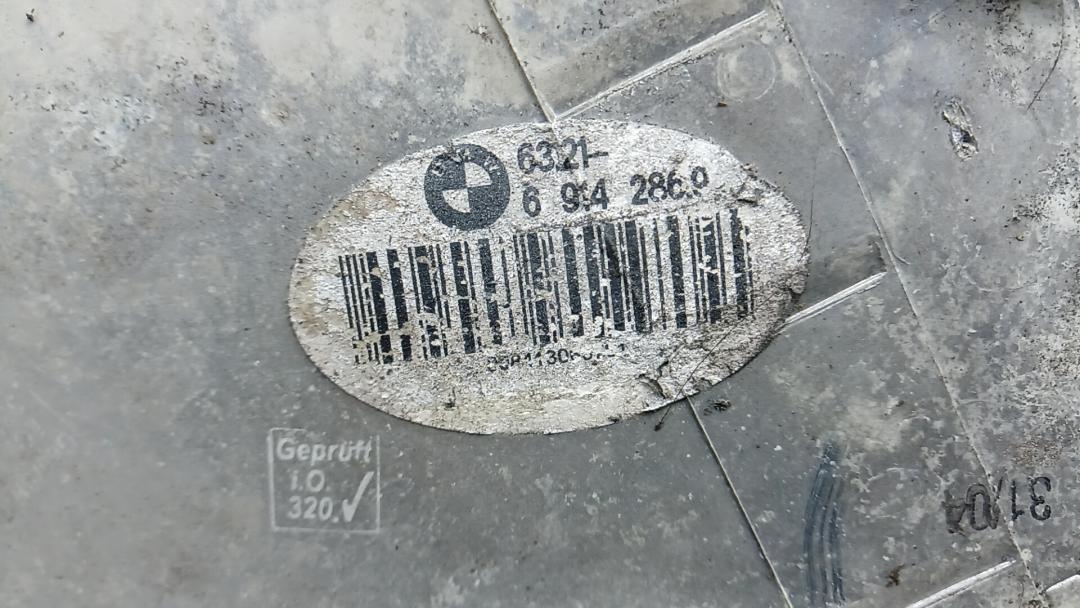 63.21-
6 914 286.9
Geprüft
i.O.
320.✓
31/04